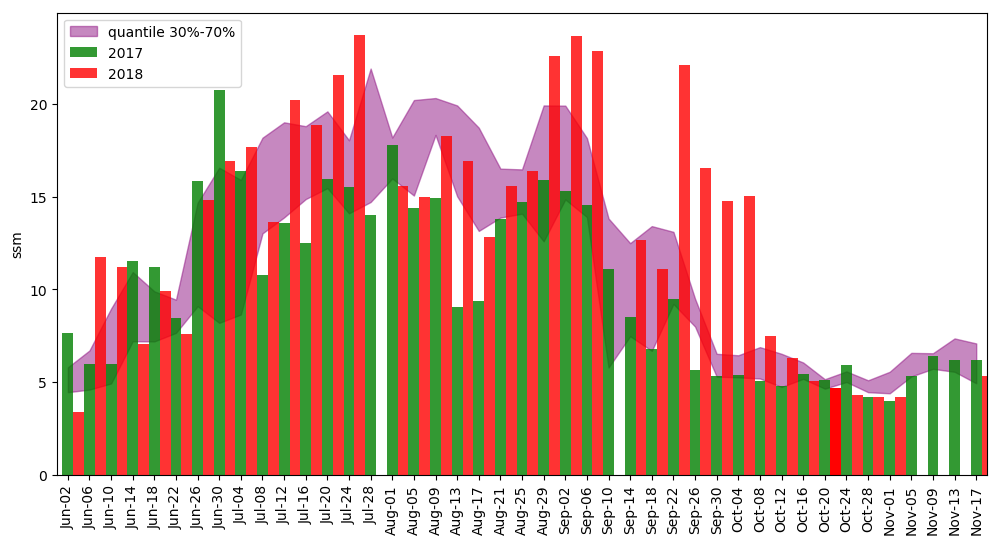 quantile 30%-70%
2017
2018
ssm
20
15
10
5
0
Jun-02
Jun-06
Jun-10
Jun-14
Jun-18
Jun-22
Jun-26
Jun-30
Jul-04
Jul-08
Jul-12
Jul-16
Jul-20
Jul-24
Jul-28
Aug-01
Aug-05
Aug-09
Aug-13
Aug-17
Aug-21
Aug-25
Aug-29
Sep-02
Sep-06
Sep-10
Sep-14
Sep-18
Sep-22
Sep-26
Sep-30
Oct-04
Oct-08
Oct-12
Oct-16
Oct-20
Oct-24
Oct-28
Nov-01
Nov-05
Nov-09
Nov-13
Nov-17